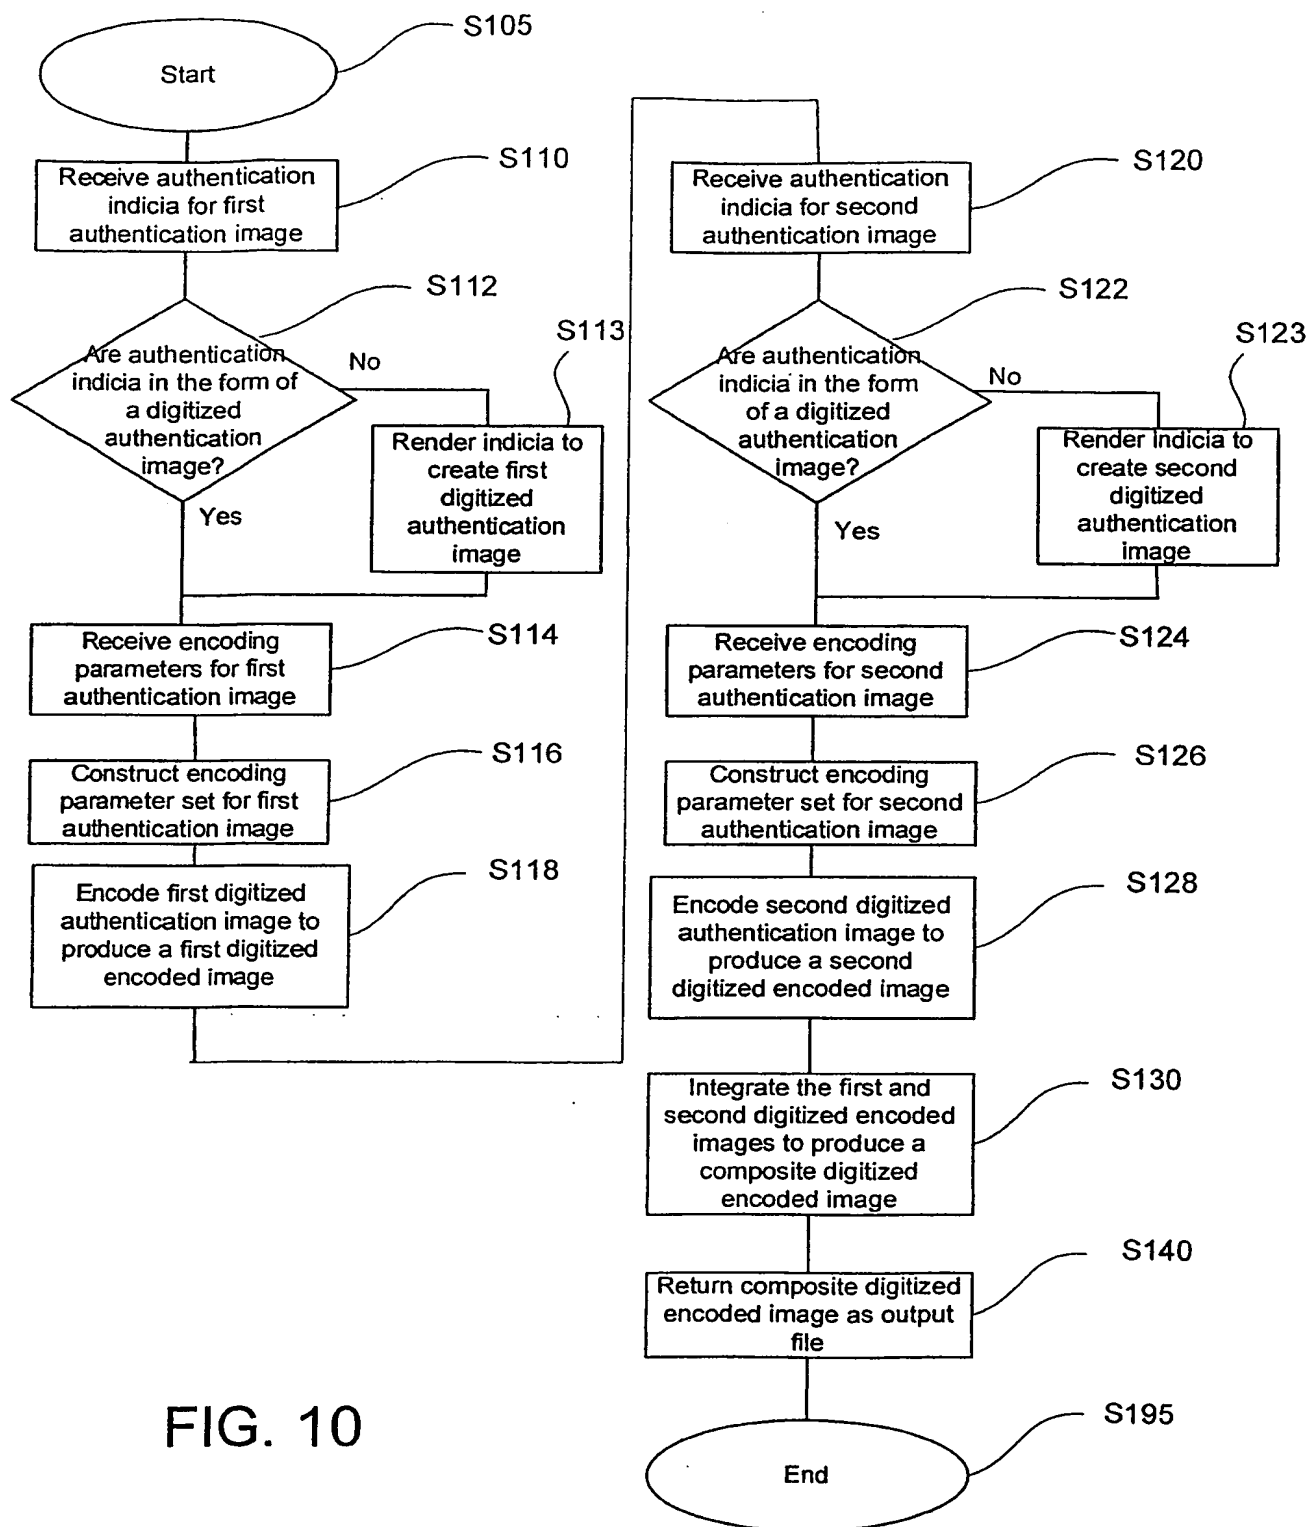 S105
Start
S110
Receive authentication
indicia for first
authentication image
S112
Are authentication
indicia in the form of
a digitized
authentication
image?
No
Yes
S113
Render indicia to
create first
digitized
authentication
image
S114
Receive encoding
parameters for first
authentication image
S116
Construct encoding
parameter set for first
authentication image
S118
Encode first digitized
authentication image to
produce a first digitized
encoded image
S120
Receive authentication
indicia for second
authentication image
S122
Are authentication
indicia in the form
of a digitized
authentication
image?
No
Yes
S123
Render indicia to
create second
digitized
authentication
image
S124
Receive encoding
parameters for second
authentication image
S126
Construct encoding
parameter set for second
authentication image
S128
Encode second digitized
authentication image to
produce a second
digitized encoded image
S130
Integrate the first and
second digitized encoded
images to produce a
composite digitized
encoded image
S140
Return composite digitized
encoded image as output
file
S195
End
FIG. 10